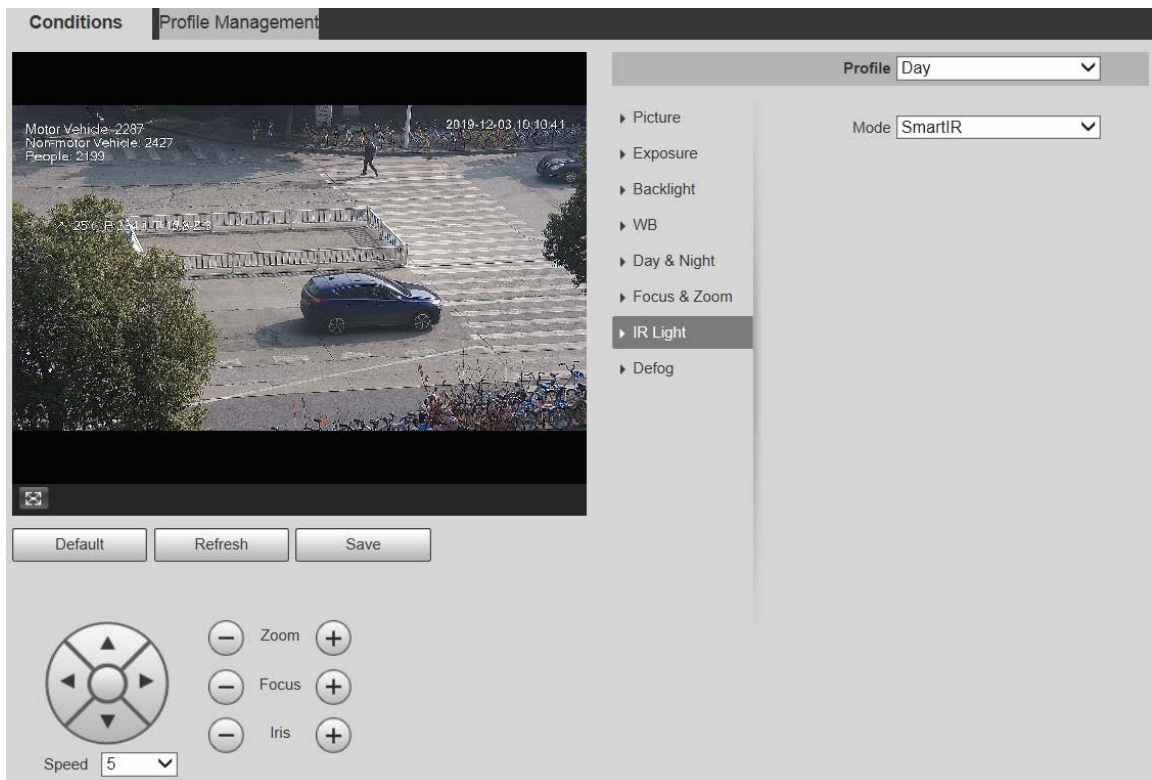 Conditions
Profile Management
Motor Vehicle: 2287
Non-motor Vehicle: 2427
People: 2199
2019-12-03 10:10:41
Profile Day
Mode SmartIR
Picture
Exposure
Backlight
WB
Day & Night
Focus & Zoom
IR Light
Defog
Default
Refresh
Save
Zoom
Focus
Iris
Speed 5